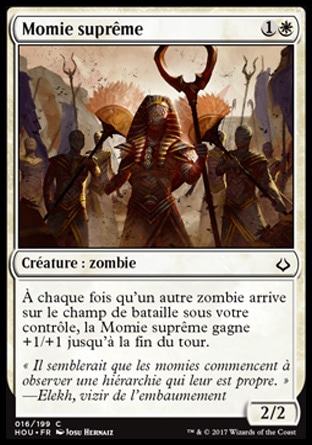 Momie suprême 1
Créature : zombie
À chaque fois qu'un autre zombie arrive
sur le champ de bataille sous votre
contrôle, la Momie suprême gagne
+1/+1 jusqu'à la fin du tour.
« Il semblerait que les momies commencent à
observer une hiérarchie qui leur est propre. »
—Elekh, vizir de l'embaumement
2/2
016/199 C
HOU • FR Josu Hernaiz
™ & © 2017 Wizards of the Coast